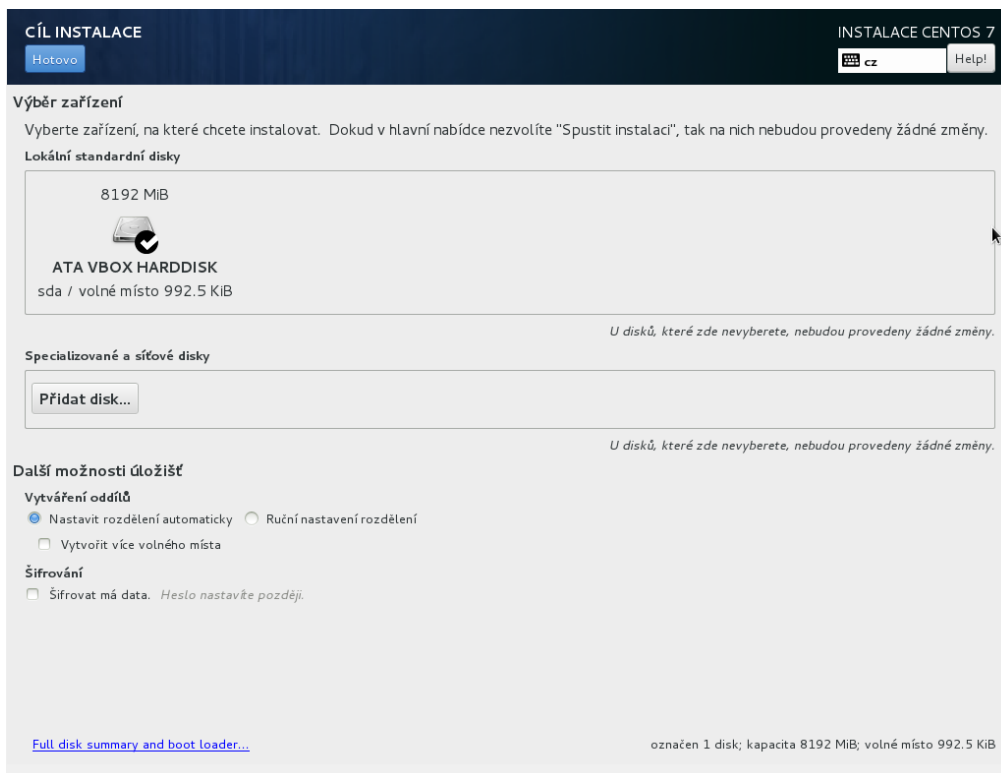 CÍL INSTALACE
INSTALACE CENTOS 7
Hotovo
cz
Help!
Výběr zařízení
Vyberte zařízení, na které chcete instalovat. Dokud v hlavní nabídce nezvolíte "Spustit instalaci", tak na nich nebudou provedeny žádné změny.
Lokální standardní disky
8192 MiB
ATA VBOX HARDDISK
sda / volné místo 992.5 KiB
U disků, které zde nevyberete, nebudou provedeny žádné změny.
Specializované a síťové disky
Přidat disk...
U disků, které zde nevyberete, nebudou provedeny žádné změny.
Další možnosti úložišť
Vytváření oddílů
Nastavit rozdělení automaticky
Ruční nastavení rozdělení
Vytvořit více volného místa
Šifrování
Šifrovat má data. Heslo nastavíte později.
Full disk summary and boot loader...
označen 1 disk; kapacita 8192 MiB; volné místo 992.5 KiB